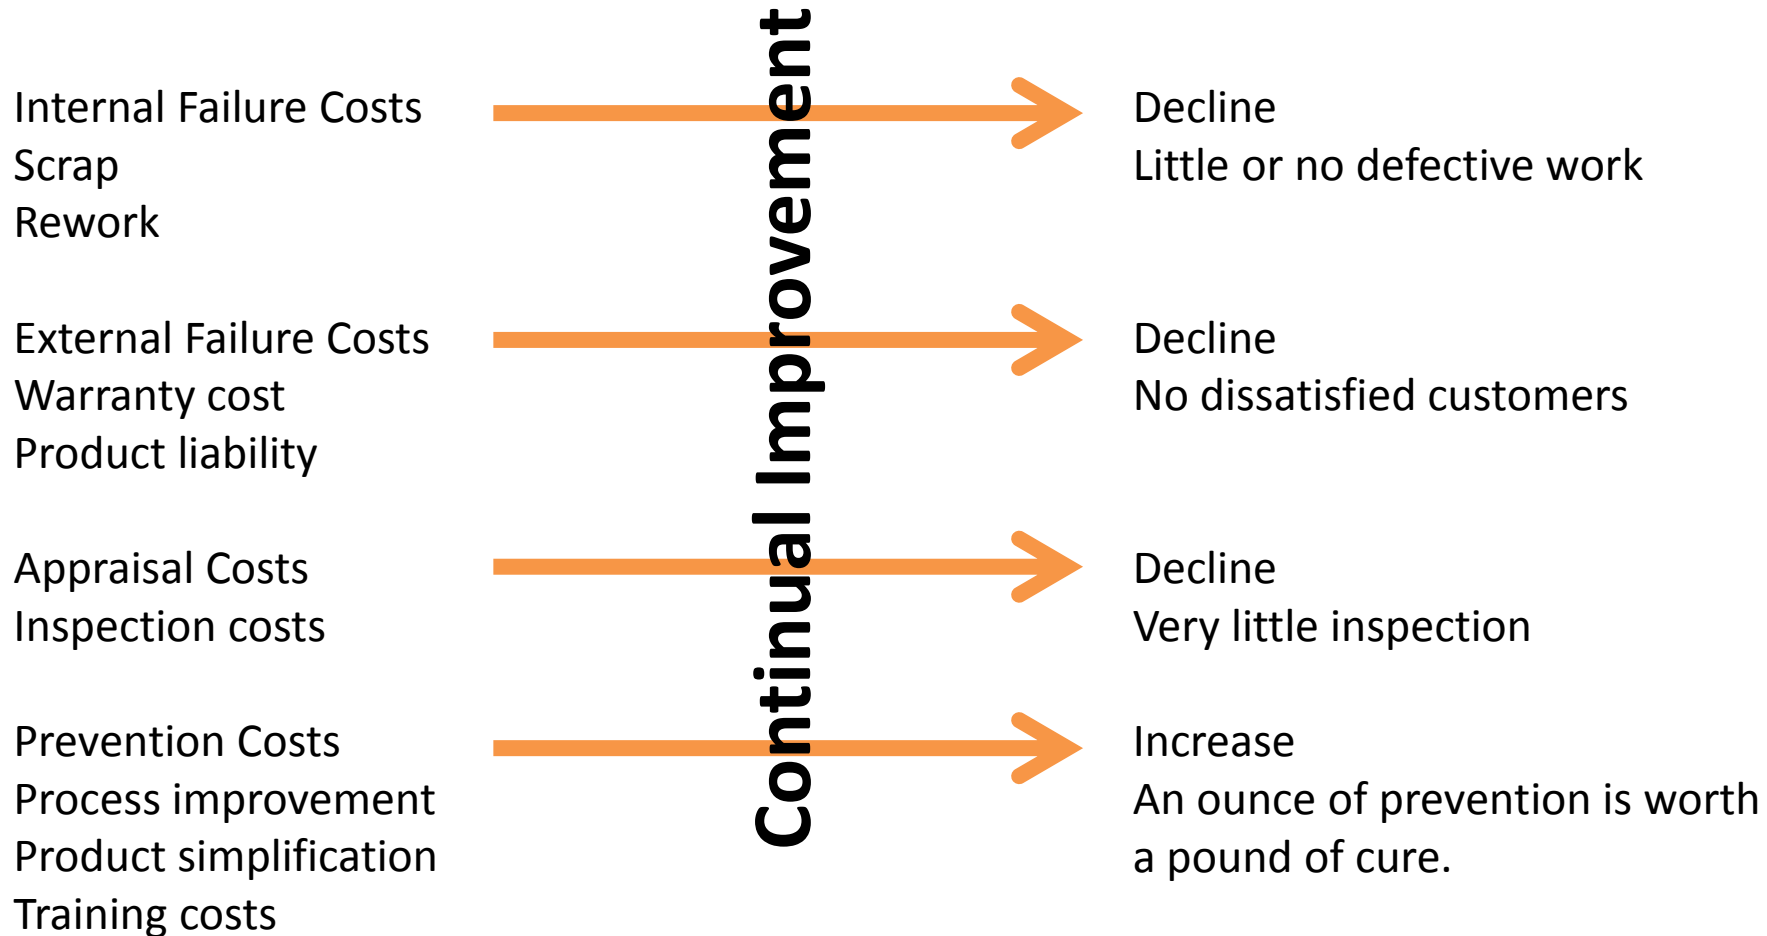 Internal Failure Costs
Scrap
Rework
External Failure Costs
Warranty cost
Product liability
Appraisal Costs
Inspection costs
Prevention Costs
Process improvement
Product simplification
Training costs
Continual Improvement
Decline
Little or no defective work
Decline
No dissatisfied customers
Decline
Very little inspection
Increase
An ounce of prevention is worth
a pound of cure.